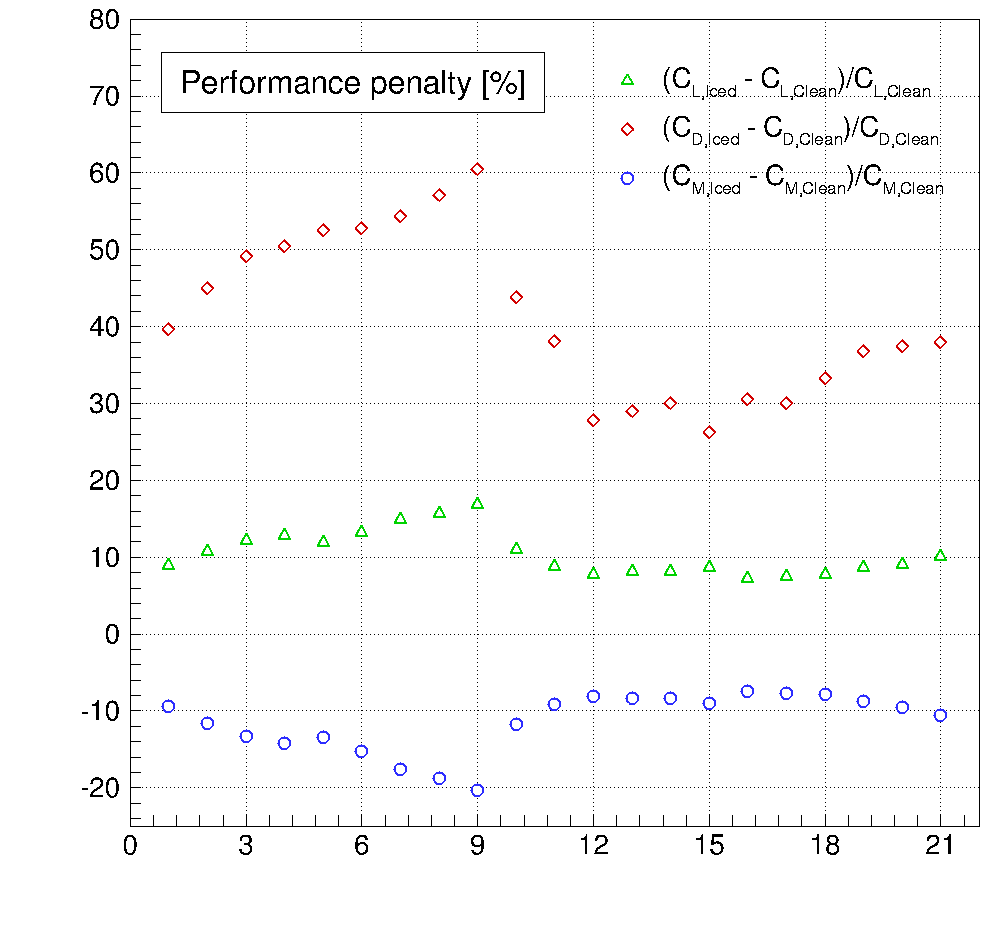 80
70
60
50
40
30
20
10
0
-10
-20
Performance penalty [%]
(C_L,Iced - C_L,Clean)/C_L,Clean
(C_D,Iced - C_D,Clean)/C_D,Clean
(C_M,Iced - C_M,Clean)/C_M,Clean
0 3 6 9 12 15 18 21